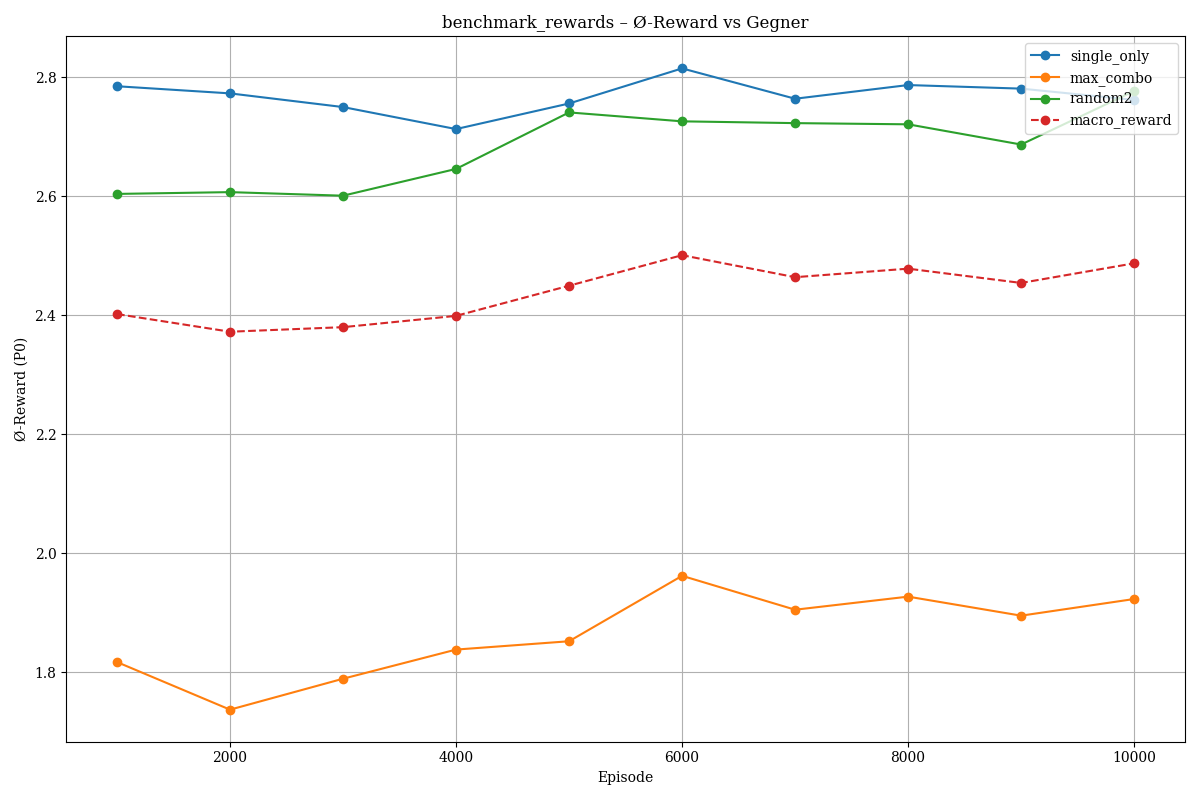 benchmark_rewards – Ø-Reward vs Gegner
single_only
max_combo
random2
macro_reward
Ø-Reward (P0)
2.8
2.6
2.4
2.2
2.0
1.8
2000
4000
6000
8000
10000
Episode